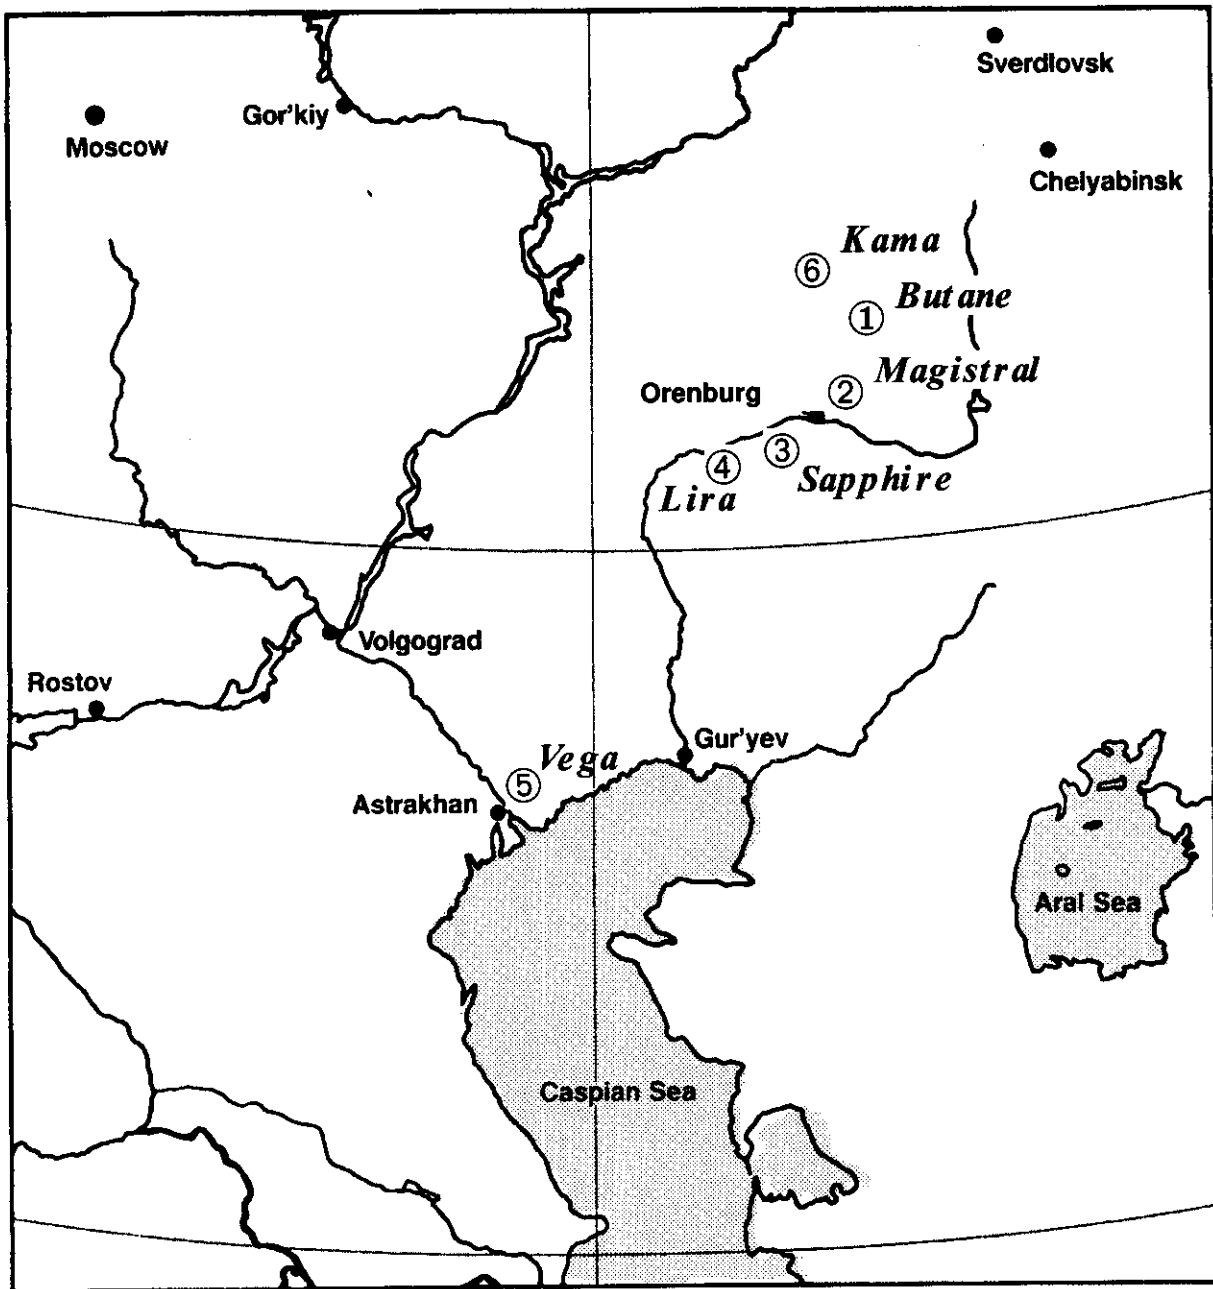 Sverdlovsk
Gor'kiy
Moscow
Chelyabinsk
Kama
6
Butane
1
Magistral
2
Orenburg
3
4
Sapphire
Lira
Volgograd
Rostov
Gur'yev
Vega
5
Astrakhan
Aral Sea
Caspian Sea